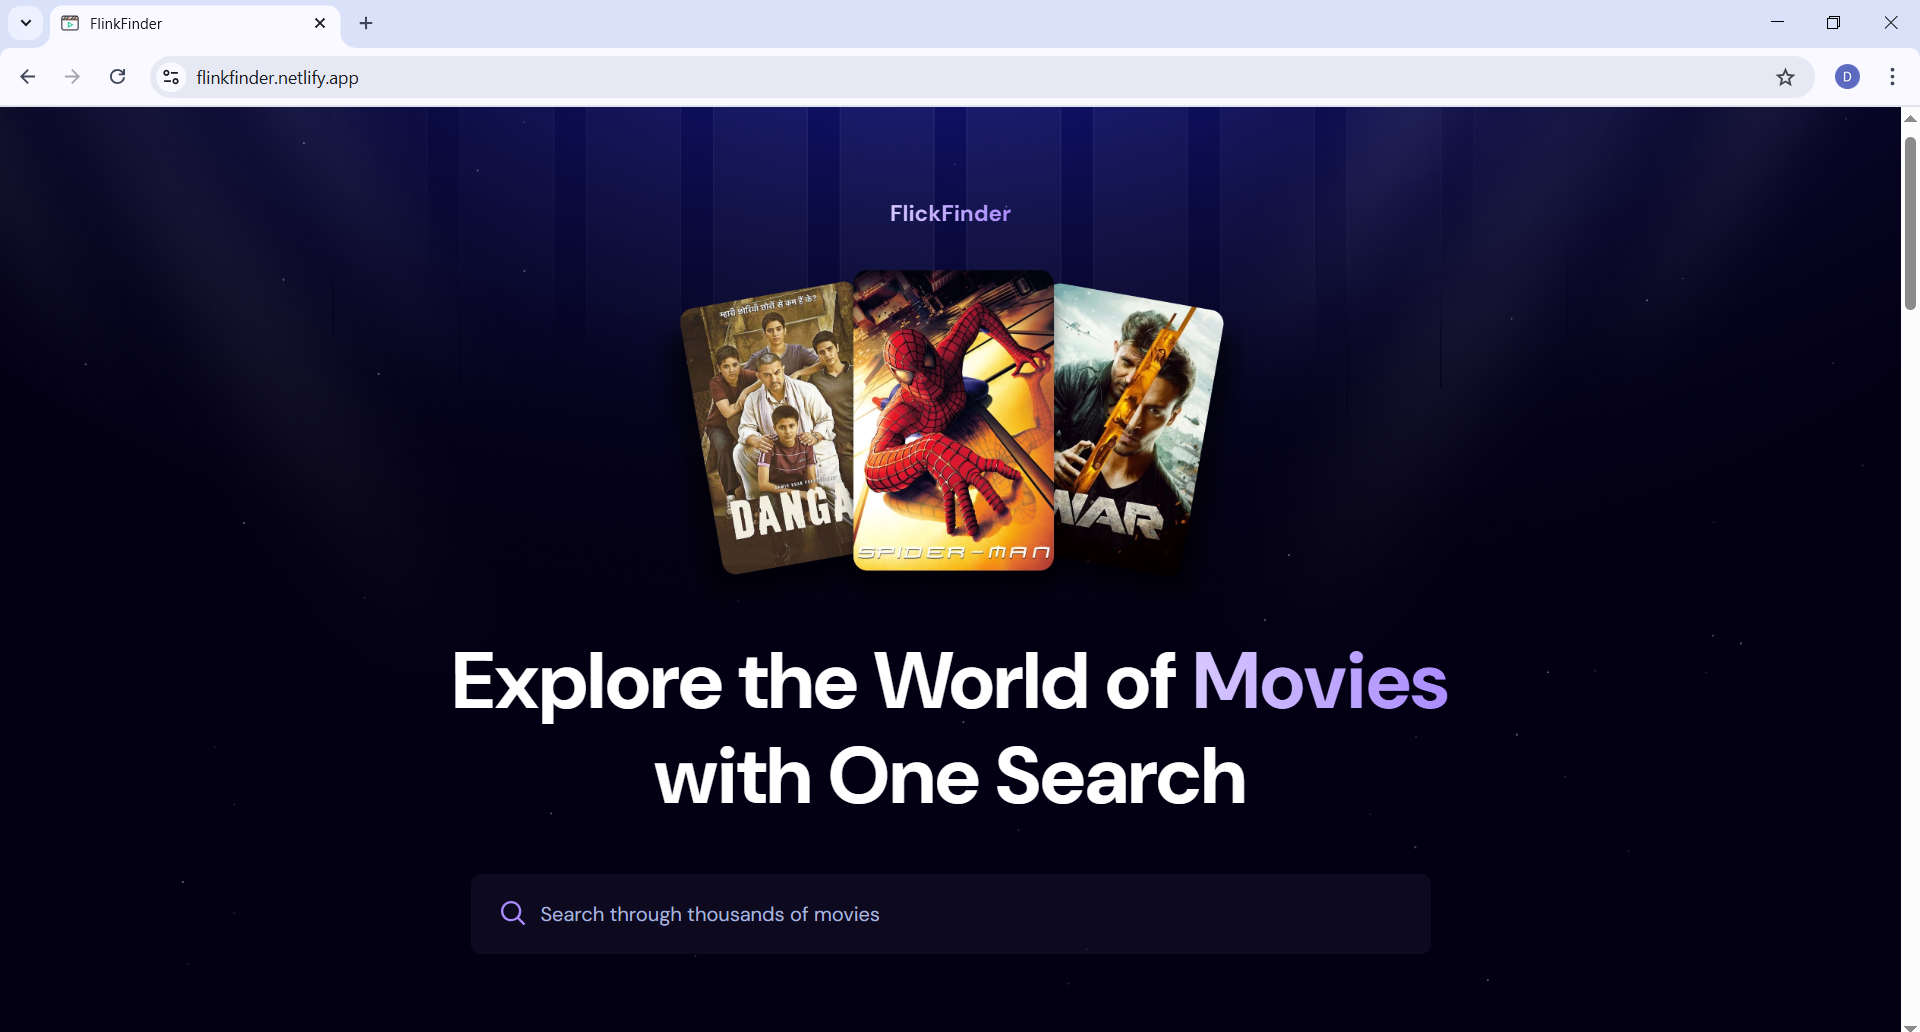 FlinkFinder
flinkfinder.netlify.app
D
FlickFinder
म्हारी छोरियाँ छोरों से कम हैं के?
DANGA
SPIDER-MAN
WAR
Explore the World of Movies
with One Search
Search through thousands of movies